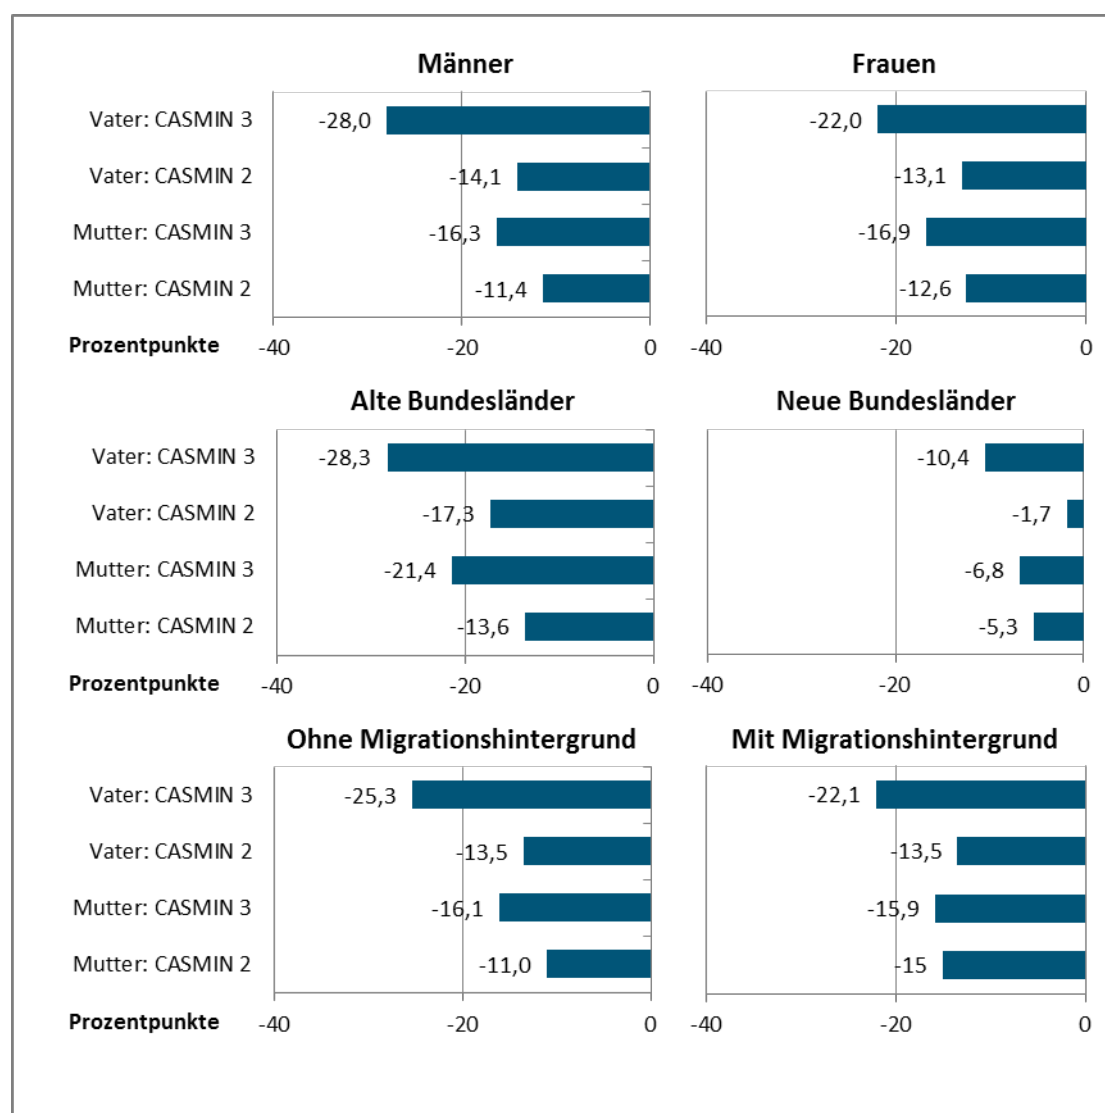 Männer Frauen
Vater: CASMIN 3 -28,0 -22,0
Vater: CASMIN 2 -14,1 -13,1
Mutter: CASMIN 3 -16,3 -16,9
Mutter: CASMIN 2 -11,4 -12,6
Prozentpunkte -40 -20 0 -40 -20 0
Alte Bundesländer Neue Bundesländer
Vater: CASMIN 3 -28,3 -10,4
Vater: CASMIN 2 -17,3 -1,7
Mutter: CASMIN 3 -21,4 -6,8
Mutter: CASMIN 2 -13,6 -5,3
Prozentpunkte -40 -20 0 -40 -20 0
Ohne Migrationshintergrund Mit Migrationshintergrund
Vater: CASMIN 3 -25,3 -22,1
Vater: CASMIN 2 -13,5 -13,5
Mutter: CASMIN 3 -16,1 -15,9
Mutter: CASMIN 2 -11,0 -15
Prozentpunkte -40 -20 0 -40 -20 0